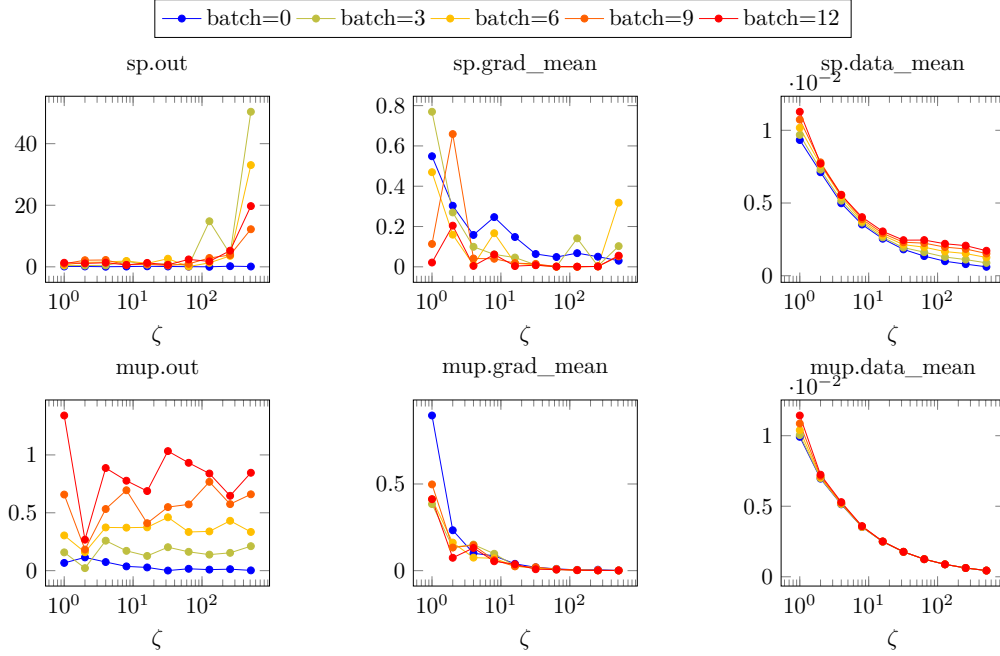 batch=0 batch=3 batch=6 batch=9 batch=12
sp.out sp.grad_mean sp.data_mean
·10⁻²
40
20
0
10⁰ 10¹ 10²
ζ
0.8
0.6
0.4
0.2
0
10⁰ 10¹ 10²
ζ
1
0.5
0
10⁰ 10¹ 10²
ζ
mup.out mup.grad_mean mup.data_mean
·10⁻²
1
0.5
0
10⁰ 10¹ 10²
ζ
0.5
0
10⁰ 10¹ 10²
ζ
1
0.5
0
10⁰ 10¹ 10²
ζ